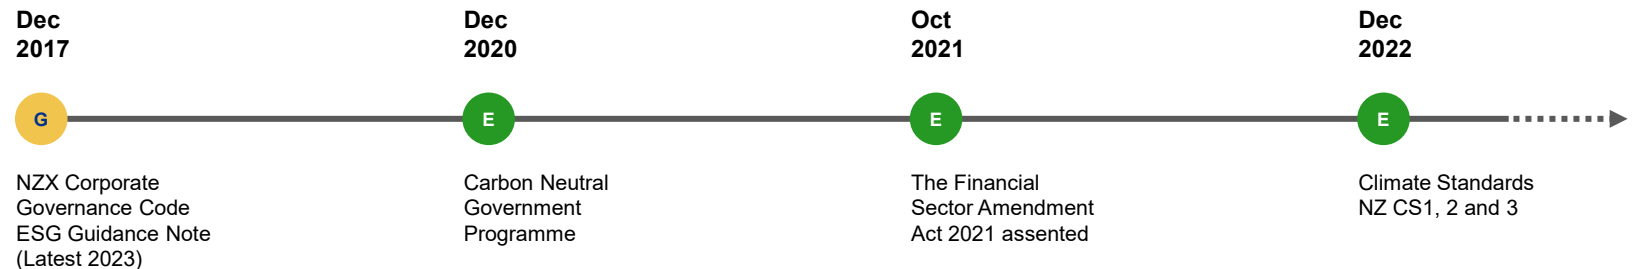 Dec
2017
Dec
2020
Oct
2021
Dec
2022
G
E
E
E
NZX Corporate
Governance Code
ESG Guidance Note
(Latest 2023)
Carbon Neutral
Government
Programme
The Financial
Sector Amendment
Act 2021 assented
Climate Standards
NZ CS1, 2 and 3